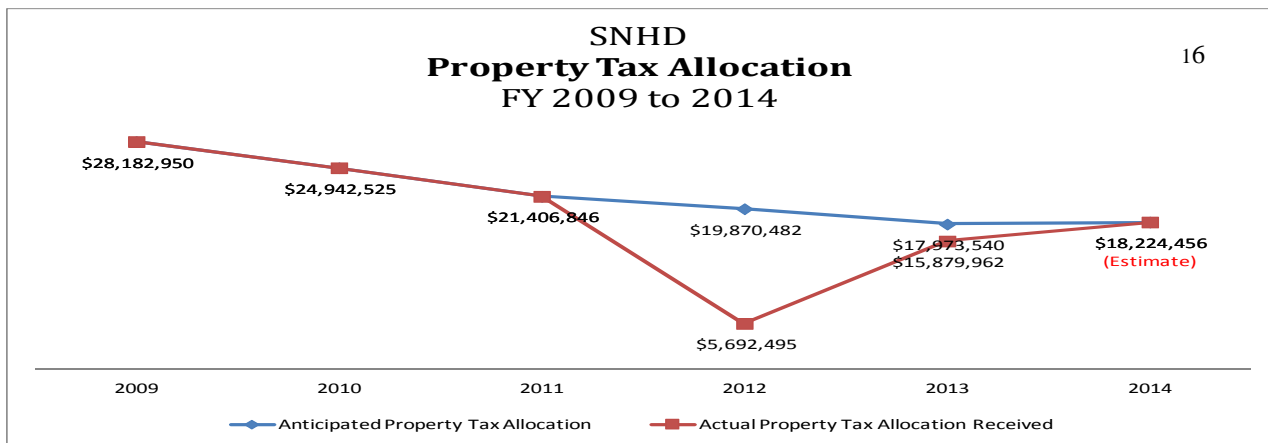 SNHD
Property Tax Allocation
FY 2009 to 2014
16
$28,182,950
$24,942,525
$21,406,846
$19,870,482
$5,692,495
$17,973,540
$15,879,962
$18,224,456
(Estimate)
2009 2010 2011 2012 2013 2014
Anticipated Property Tax Allocation Actual Property Tax Allocation Received